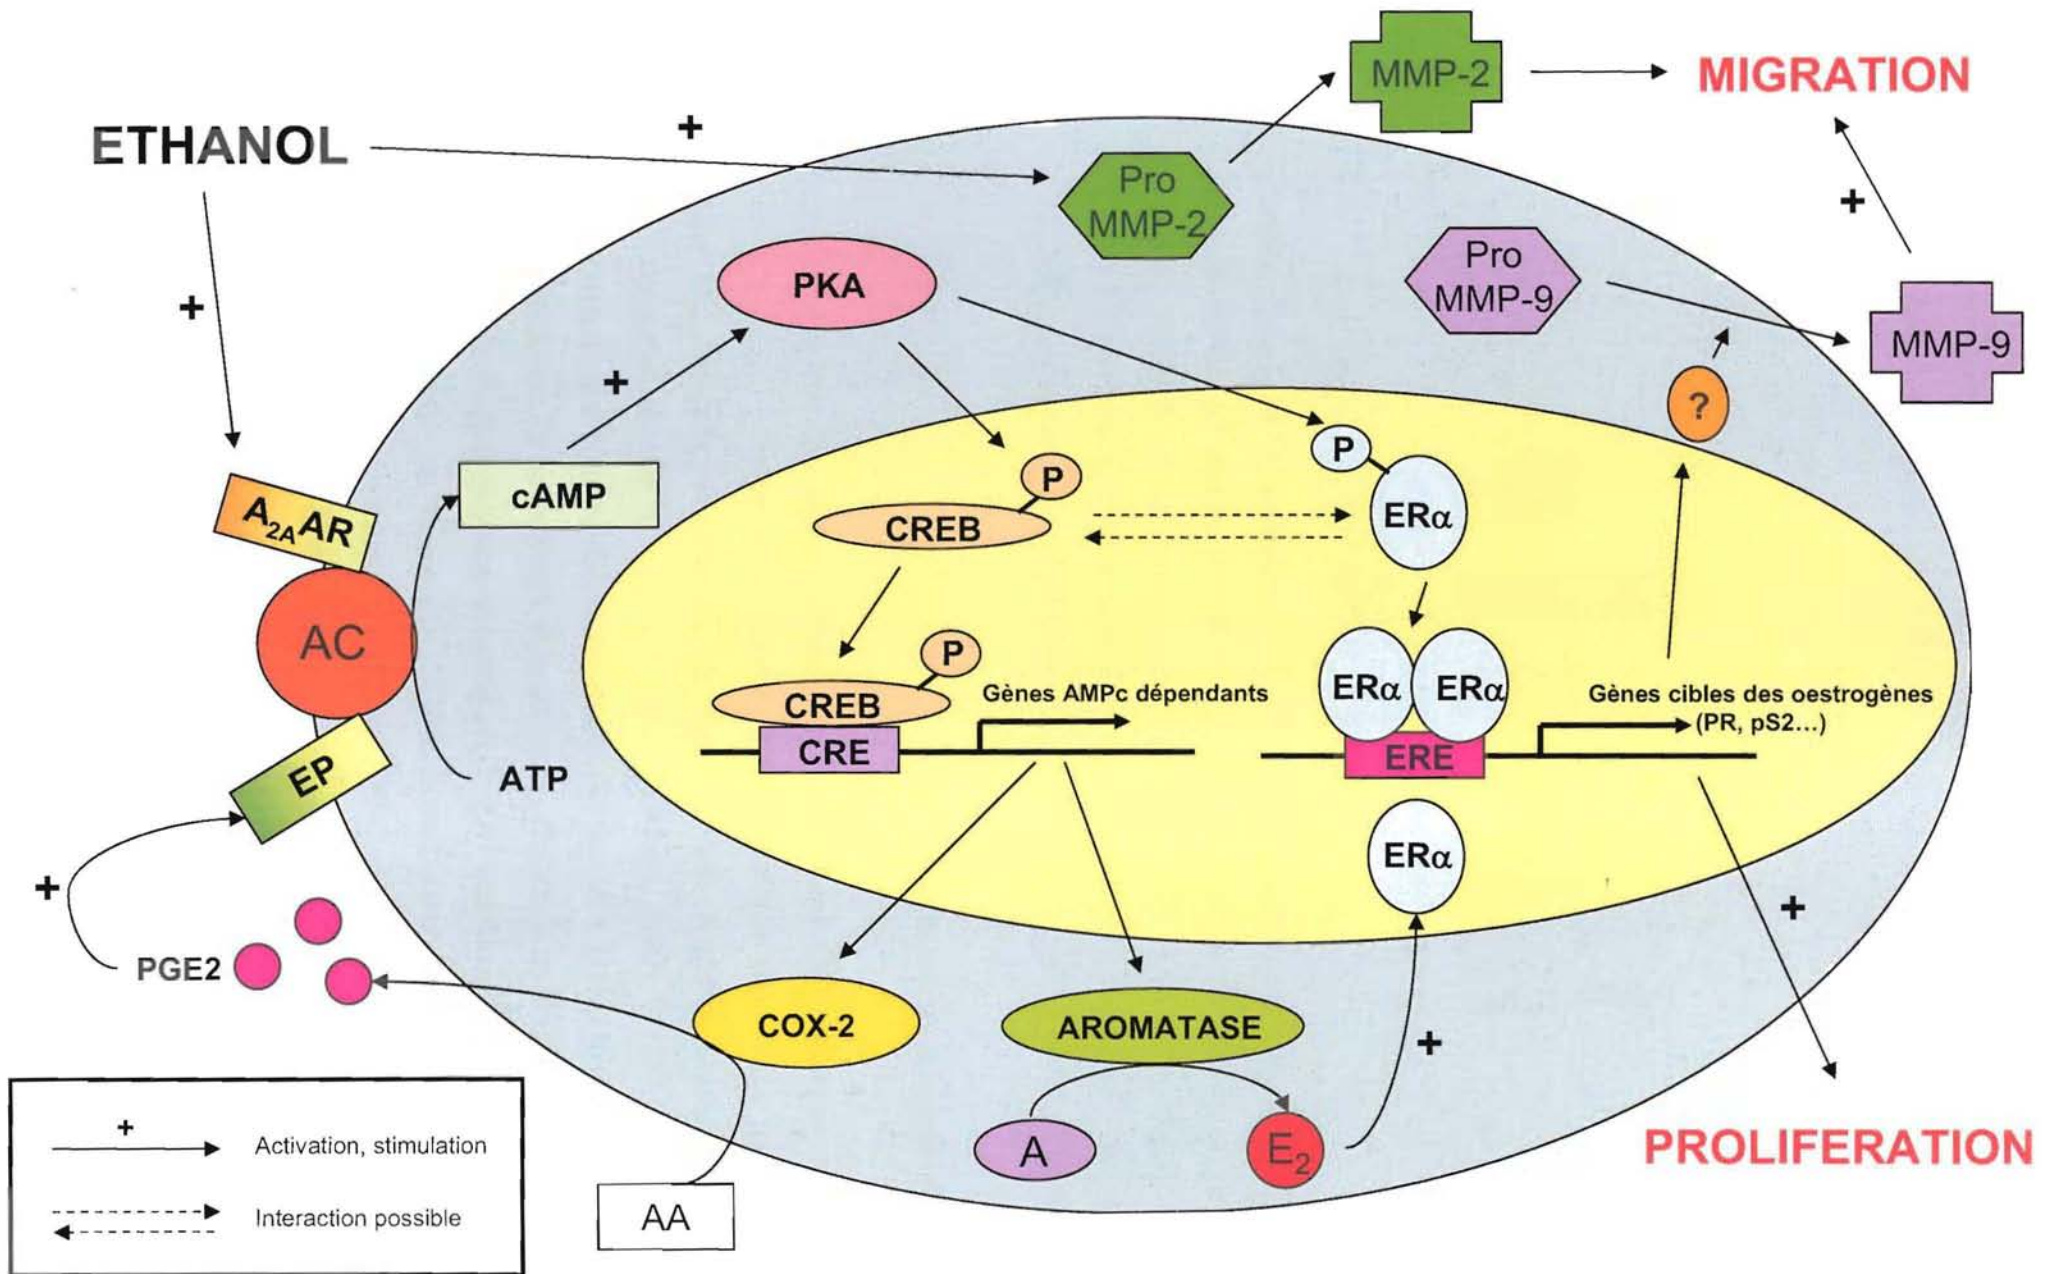 MMP-2
MIGRATION
+
ETHANOL
Pro
MMP-2
+
Pro
MMP-9
PKA
+
MMP-9
+
?
P
P
cAMP
A2AAR
CREB
ERα
AC
P
CREB
Gènes AMPc dépendants
ERα
ERα
Gènes cibles des oestrogènes
(PR, pS2...)
CRE
ERE
EP
ATP
ERα
+
+
PGE2
COX-2
AROMATASE
+
A
E2
PROLIFERATION
AA
+
Activation, stimulation
Interaction possible